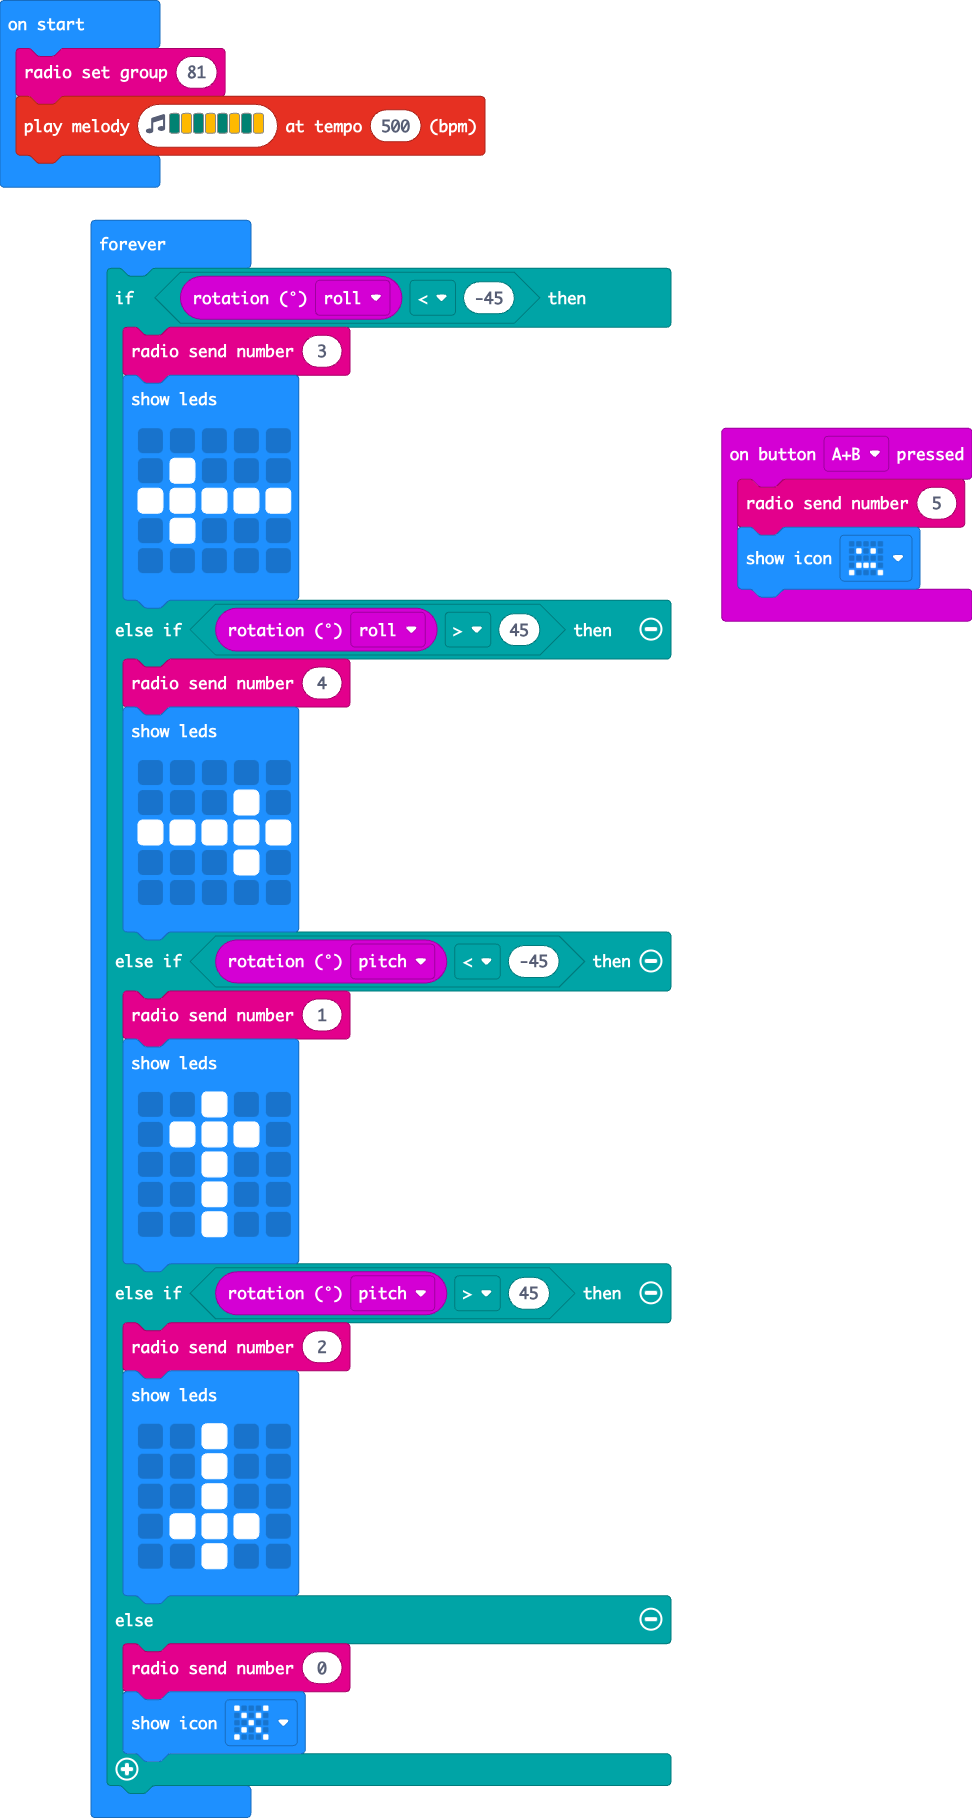 on start
radio set group 81
play melody at tempo 500 (bpm)
forever
if rotation (°) roll < -45 then
radio send number 3
show leds
else if rotation (°) roll > 45 then
radio send number 4
show leds
else if rotation (°) pitch < -45 then
radio send number 1
show leds
else if rotation (°) pitch > 45 then
radio send number 2
show leds
else
radio send number 0
show icon
on button A+B pressed
radio send number 5
show icon